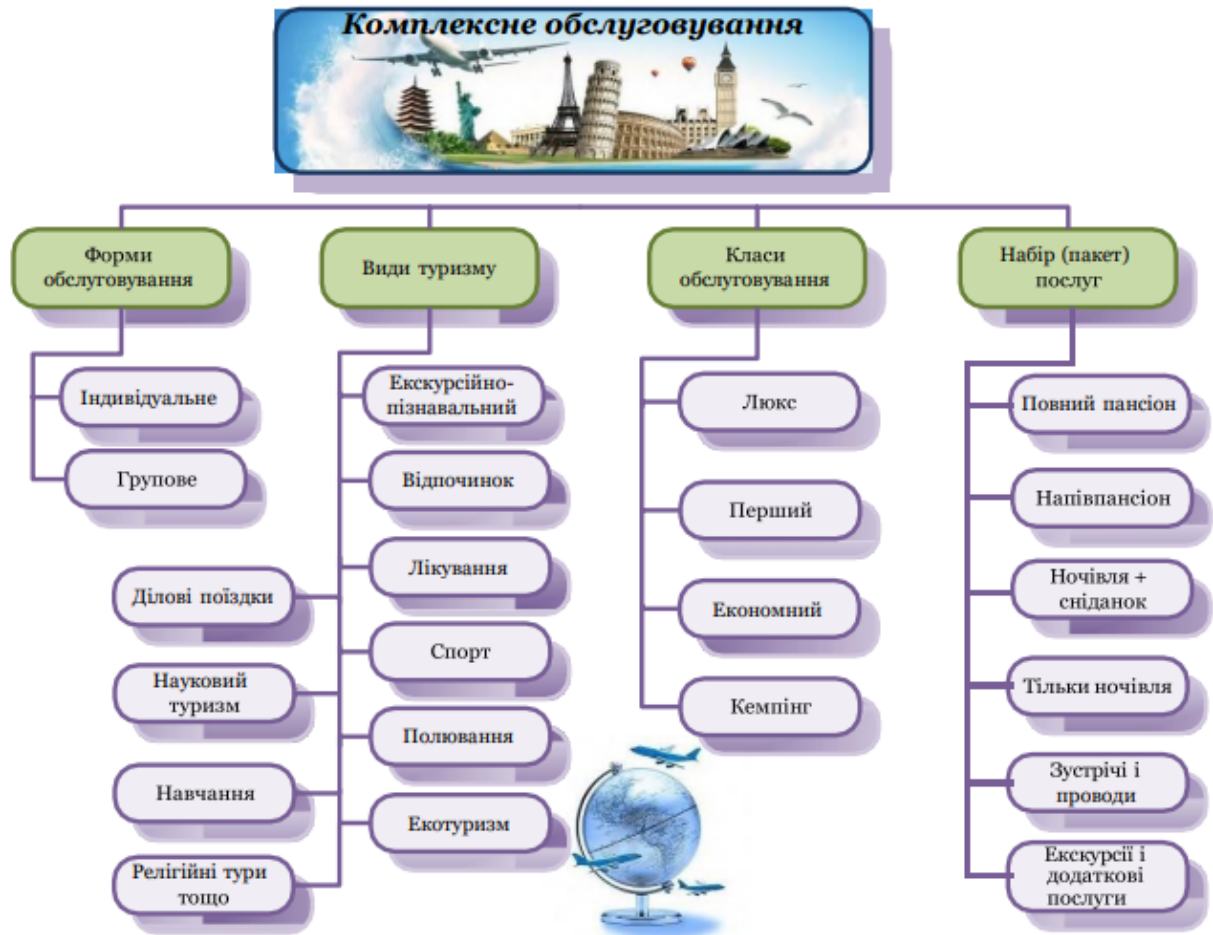 Комплексне обслуговування
Форми
обслуговування
Індивідуальне
Групове
Види туризму
Екскурсійно-
пізнавальний
Відпочинок
Лікування
Спорт
Полювання
Екотуризм
Ділові поїздки
Науковий
туризм
Навчання
Релігійні тури
тощо
Класи
обслуговування
Люкс
Перший
Економний
Кемпінг
Набір (пакет)
послуг
Повний пансіон
Напівпансіон
Ночівля +
сніданок
Тільки ночівля
Зустрічі і
проводи
Екскурсії і
додаткові
послуги